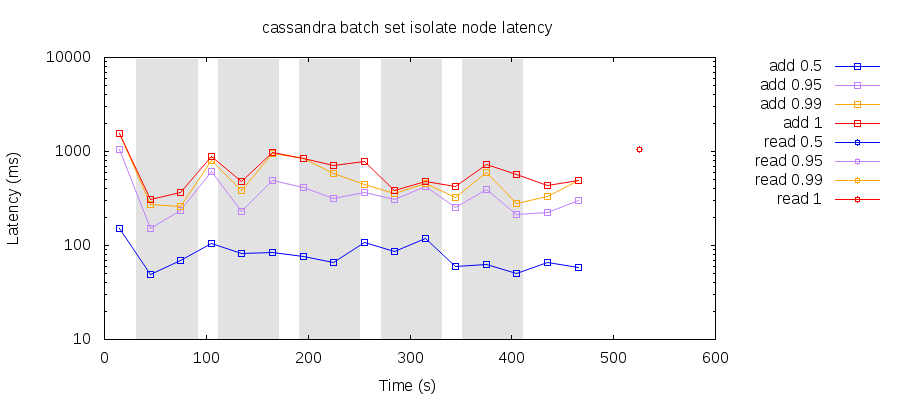 cassandra batch set isolate node latency
Latency (ms)
10000
1000
100
10
0 100 200 300 400 500 600
Time (s)
add 0.5
add 0.95
add 0.99
add 1
read 0.5
read 0.95
read 0.99
read 1